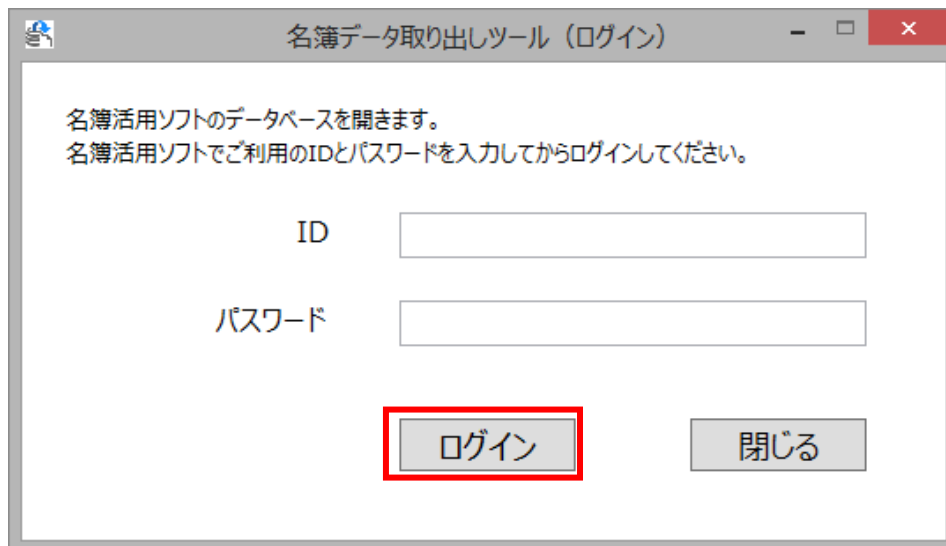 名簿データ取り出しツール（ログイン）
名簿活用ソフトのデータベースを開きます。
名簿活用ソフトでご利用のIDとパスワードを入力してからログインしてください。
ID
パスワード
ログイン
閉じる